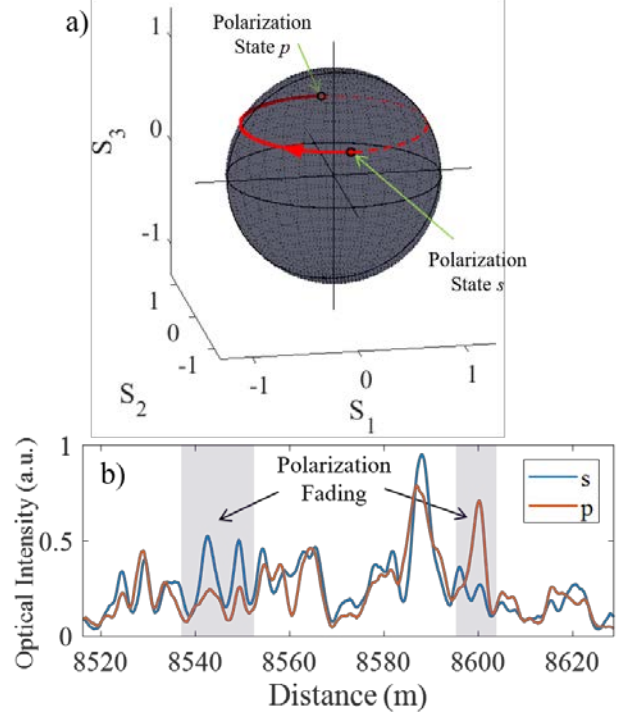 a)
Polarization
State p
1
0
-1
S3
Polarization
State s
1
0
-1
S2
-1
0
1
S1
b)
Polarization
Fading
s
p
1
0.5
0
Optical Intensity (a.u.)
8520 8540 8560 8580 8600 8620
Distance (m)